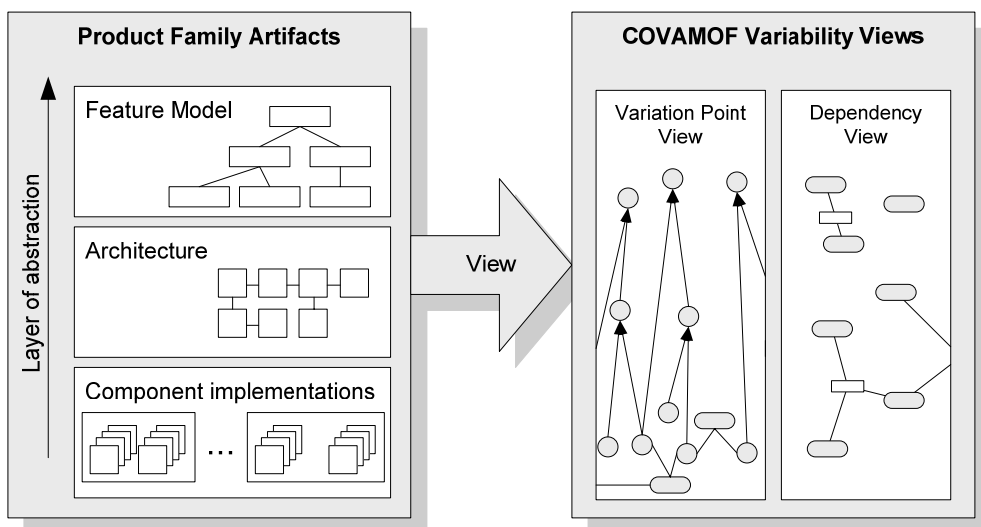 Product Family Artifacts
Layer of abstraction
Feature Model
Architecture
Component implementations
...
View
COVAMOF Variability Views
Variation Point
View
Dependency
View